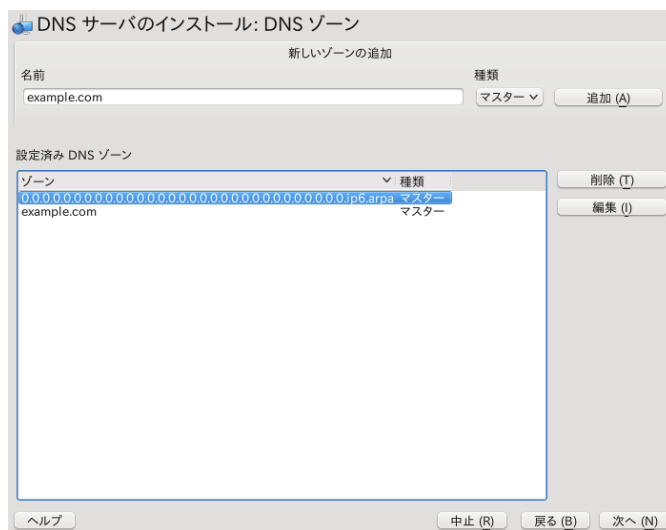 DNS サーバのインストール: DNS ゾーン
新しいゾーンの追加
名前
種類
example.com
マスター
追加 (A)
設定済み DNS ゾーン
ゾーン
種類
削除 (T)
0.0.0.0.0.0.0.0.0.0.0.0.0.0.0.0.0.0.0.0.0.0.0.0.0.0.0.0.0.0.0.ip6.arpa マスター
example.com マスター
編集 (I)
ヘルプ
中止 (R)
戻る (B)
次へ (N)